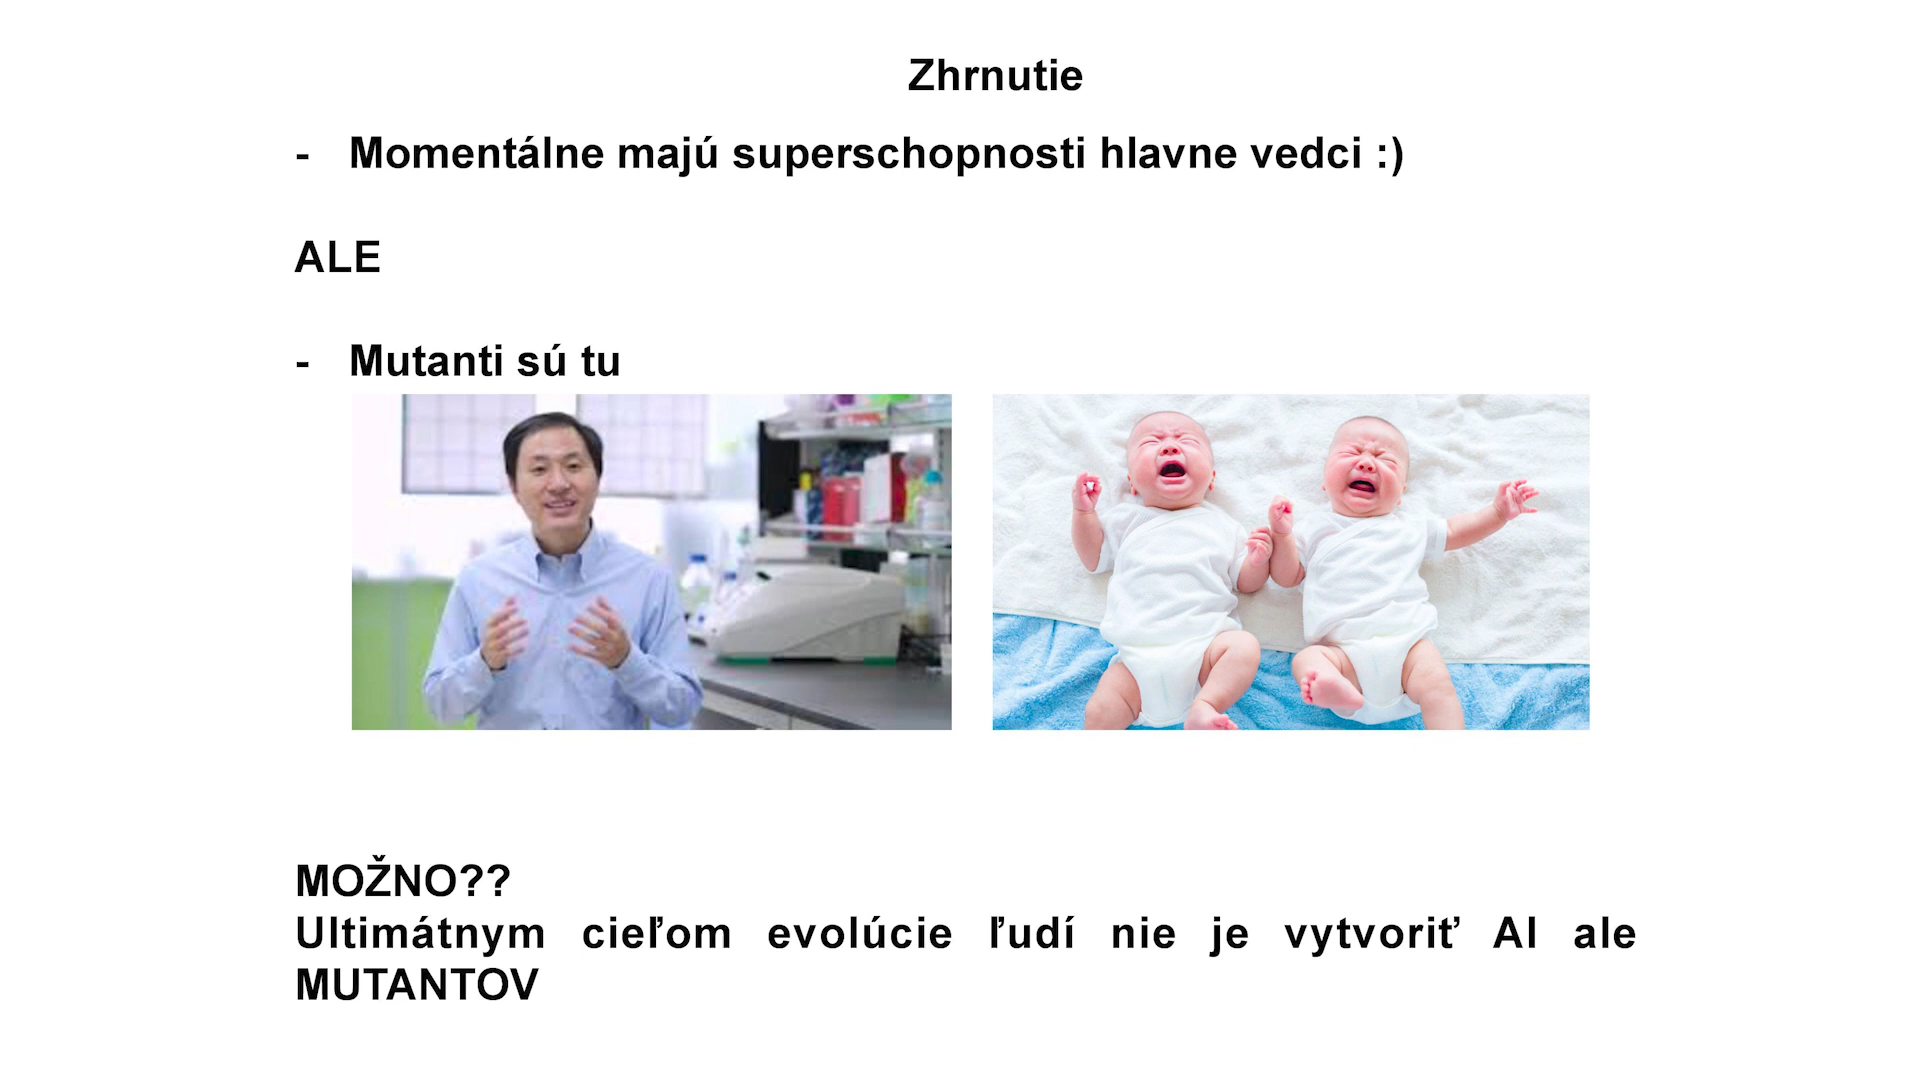 Zhrnutie
- Momentálne majú superschopnosti hlavne vedci :)
ALE
- Mutanti sú tu
MOŽNO??
Ultimátnym cieľom evolúcie ľudí nie je vytvoriť AI ale
MUTANTOV